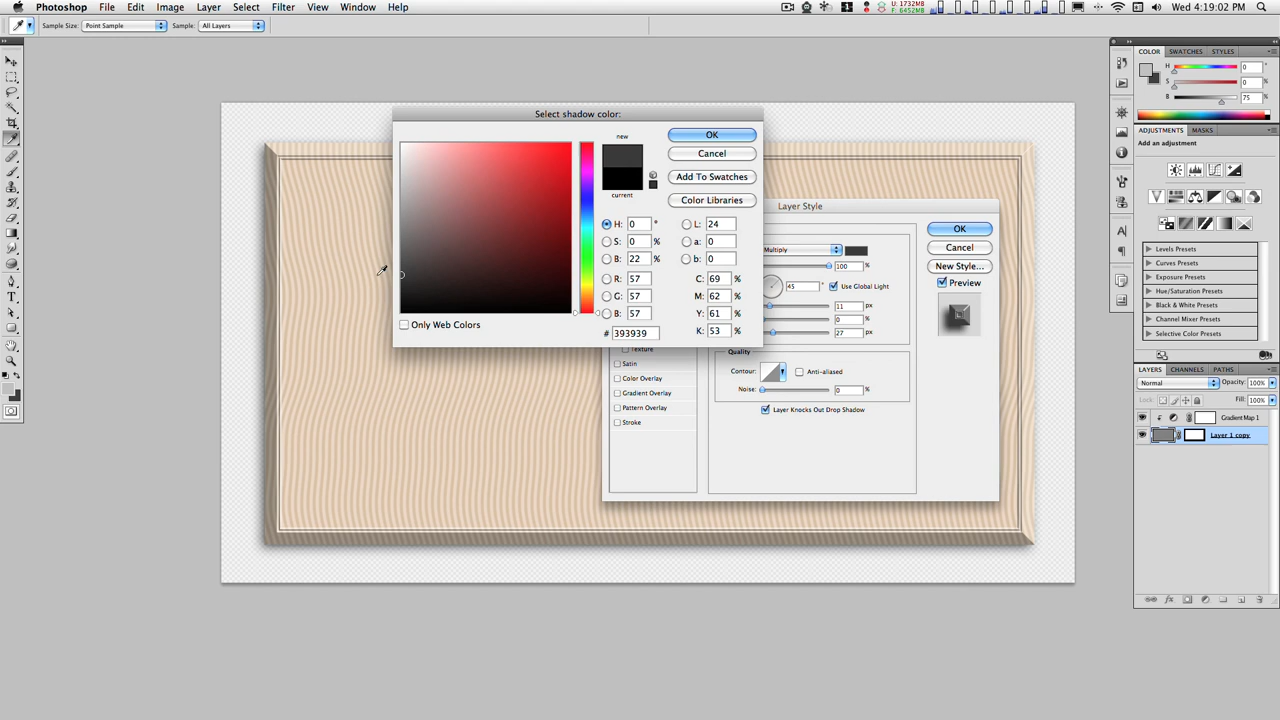 Photoshop File Edit Image Layer Select Filter View Window Help
U: 1732MB
F: 6452MB
Wed 4:19:02 PM
Sample Size: Point Sample Sample: All Layers
COLOR SWATCHES STYLES
H 0 °
S 0 %
B 75 %
Select shadow color:
new
current
OK
Cancel
Add To Swatches
Color Libraries
H: 0 ° L: 24
S: 0 % a: 0
B: 22 % b: 0
R: 57 C: 69 %
G: 57 M: 62 %
B: 57 Y: 61 %
# 393939 K: 53 %
Only Web Colors
Layer Style
Multiply
100 %
45 ° Use Global Light
11 px
0 %
27 px
Quality
Contour: Anti-aliased
Noise: 0 %
Layer Knocks Out Drop Shadow
OK
Cancel
New Style...
Preview
Texture
Satin
Color Overlay
Gradient Overlay
Pattern Overlay
Stroke
ADJUSTMENTS MASKS
Add an adjustment
Levels Presets
Curves Presets
Exposure Presets
Hue/Saturation Presets
Black & White Presets
Channel Mixer Presets
Selective Color Presets
LAYERS CHANNELS PATHS
Normal Opacity: 100%
Lock: Fill: 100%
Gradient Map 1
Layer 1 copy